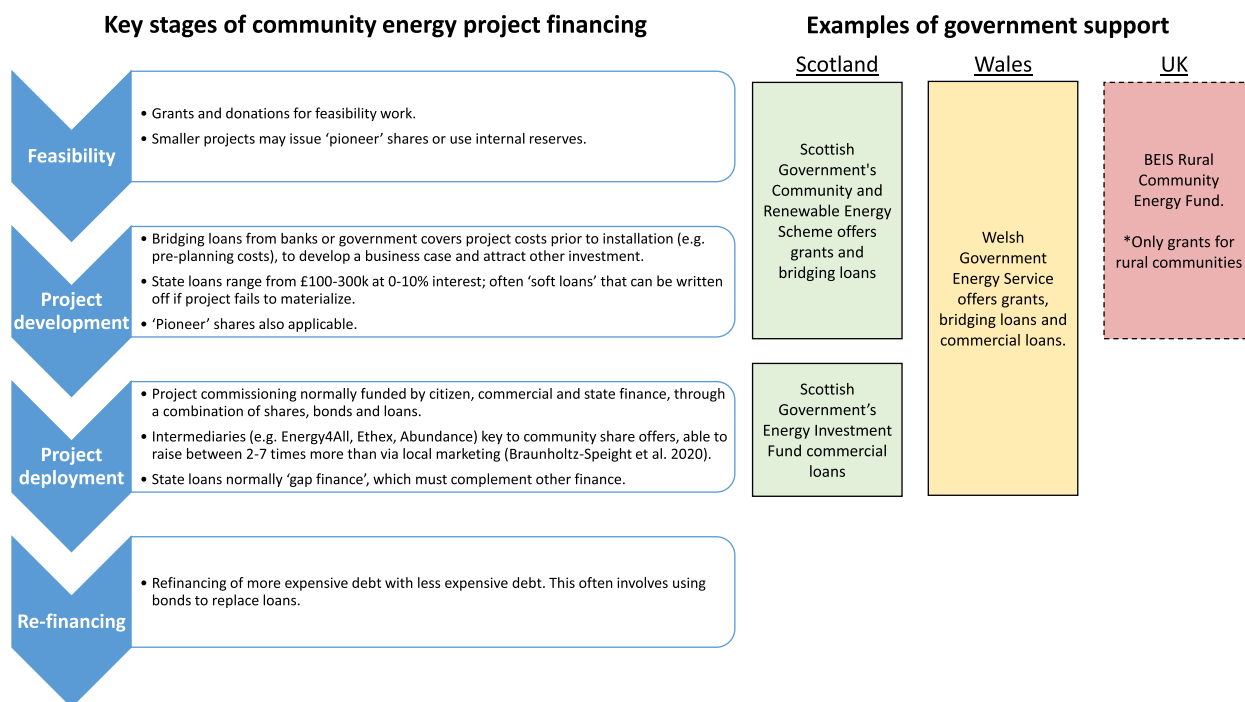 Key stages of community energy project financing
Feasibility
• Grants and donations for feasibility work.
• Smaller projects may issue ‘pioneer’ shares or use internal reserves.
Project
development
• Bridging loans from banks or government covers project costs prior to installation (e.g.
pre-planning costs), to develop a business case and attract other investment.
• State loans range from £100-300k at 0-10% interest; often ‘soft loans’ that can be written
off if project fails to materialize.
• ‘Pioneer’ shares also applicable.
Project
deployment
• Project commissioning normally funded by citizen, commercial and state finance, through
a combination of shares, bonds and loans.
• Intermediaries (e.g. Energy4All, Ethex, Abundance) key to community share offers, able to
raise between 2-7 times more than via local marketing (Braunholtz-Speight et al. 2020).
• State loans normally ‘gap finance’, which must complement other finance.
Re-financing
• Refinancing of more expensive debt with less expensive debt. This often involves using
bonds to replace loans.
Examples of government support
Scotland
Scottish
Government's
Community and
Renewable Energy
Scheme offers
grants and
bridging loans
Scottish
Government’s
Energy Investment
Fund commercial
loans
Wales
Welsh
Government
Energy Service
offers grants,
bridging loans and
commercial loans.
UK
BEIS Rural
Community
Energy Fund.
*Only grants for
rural communities